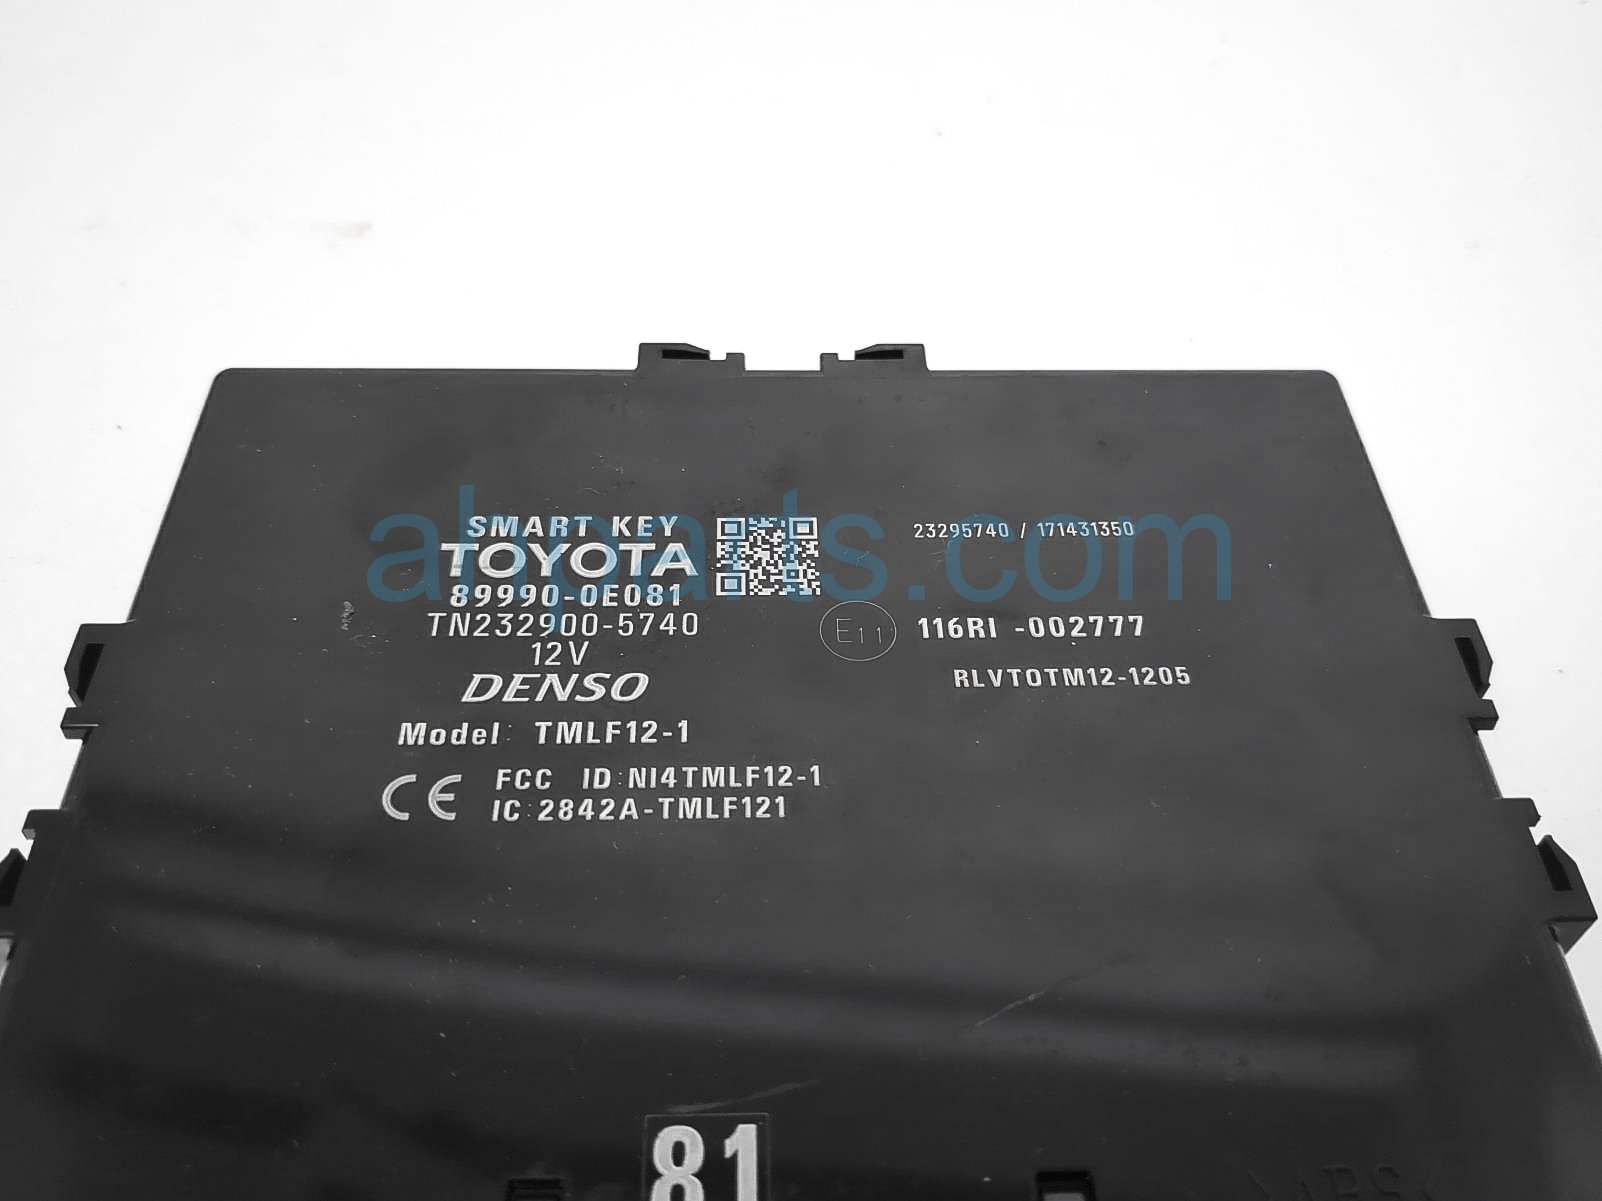 SMART KEY
TOYOTA
89990-0E081
TN232900-5740
12V
DENSO
Model: TMLF12-1
CE FCC ID:NI4TMLF12-1
IC:2842A-TMLF121
23295740 / 171431350
E11 116RI -002777
RLVTOTM12-1205
ahparts.com
81